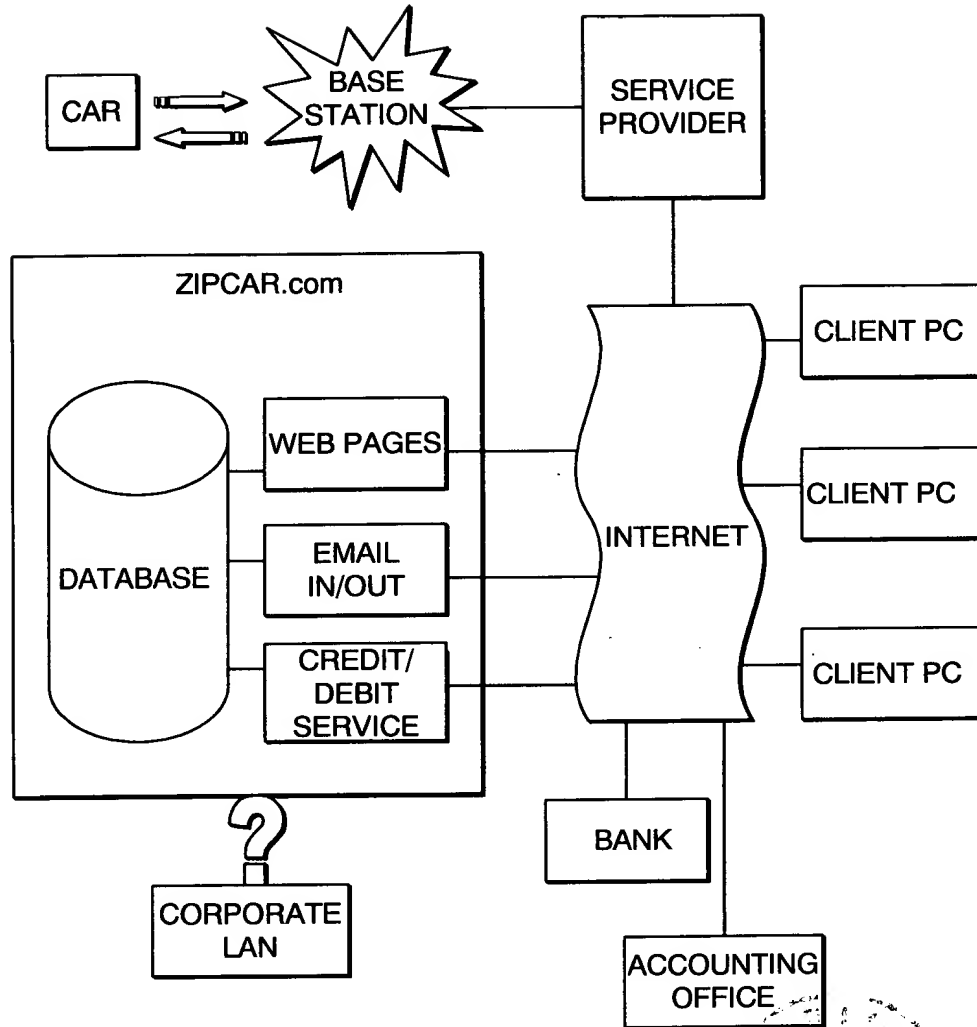 CAR
BASE
STATION
SERVICE
PROVIDER
ZIPCAR.com
DATABASE
WEB PAGES
EMAIL
IN/OUT
CREDIT/
DEBIT
SERVICE
INTERNET
CLIENT PC
CLIENT PC
CLIENT PC
BANK
?
CORPORATE
LAN
ACCOUNTING
OFFICE